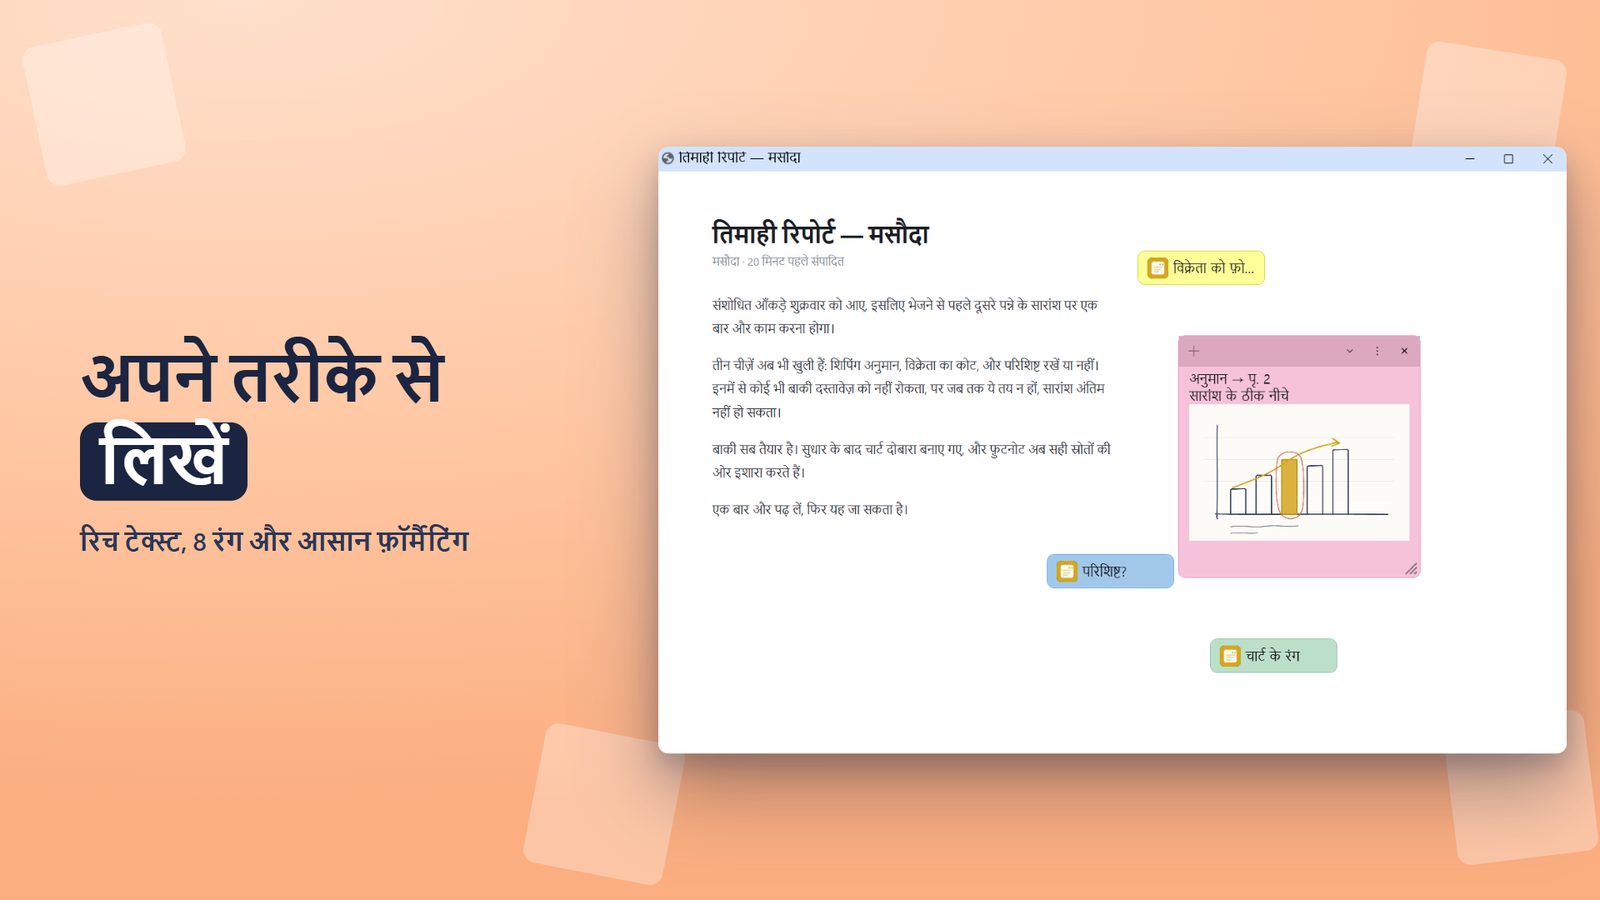 अपने तरीके से
लिखें
रिच टेक्स्ट, 8 रंग और आसान फ़ॉर्मैटिंग
तिमाही रिपोर्ट — मसौदा
तिमाही रिपोर्ट — मसौदा
मसौदा · 20 मिनट पहले संपादित
संशोधित आँकड़े शुक्रवार को आए, इसलिए भेजने से पहले दूसरे पन्ने के सारांश पर एक
बार और काम करना होगा।
तीन चीज़ें अब भी खुली हैं: शिपिंग अनुमान, विक्रेता का कोट, और परिशिष्ट रखें या नहीं।
इनमें से कोई भी बाकी दस्तावेज़ को नहीं रोकता, पर जब तक ये तय न हों, सारांश अंतिम
नहीं हो सकता।
बाकी सब तैयार है। सुधार के बाद चार्ट दोबारा बनाए गए, और फ़ुटनोट अब सही स्रोतों की
ओर इशारा करते हैं।
एक बार और पढ़ लें, फिर यह जा सकता है।
विक्रेता को फ़ो...
अनुमान → पृ. 2
सारांश के ठीक नीचे
परिशिष्ट?
चार्ट के रंग